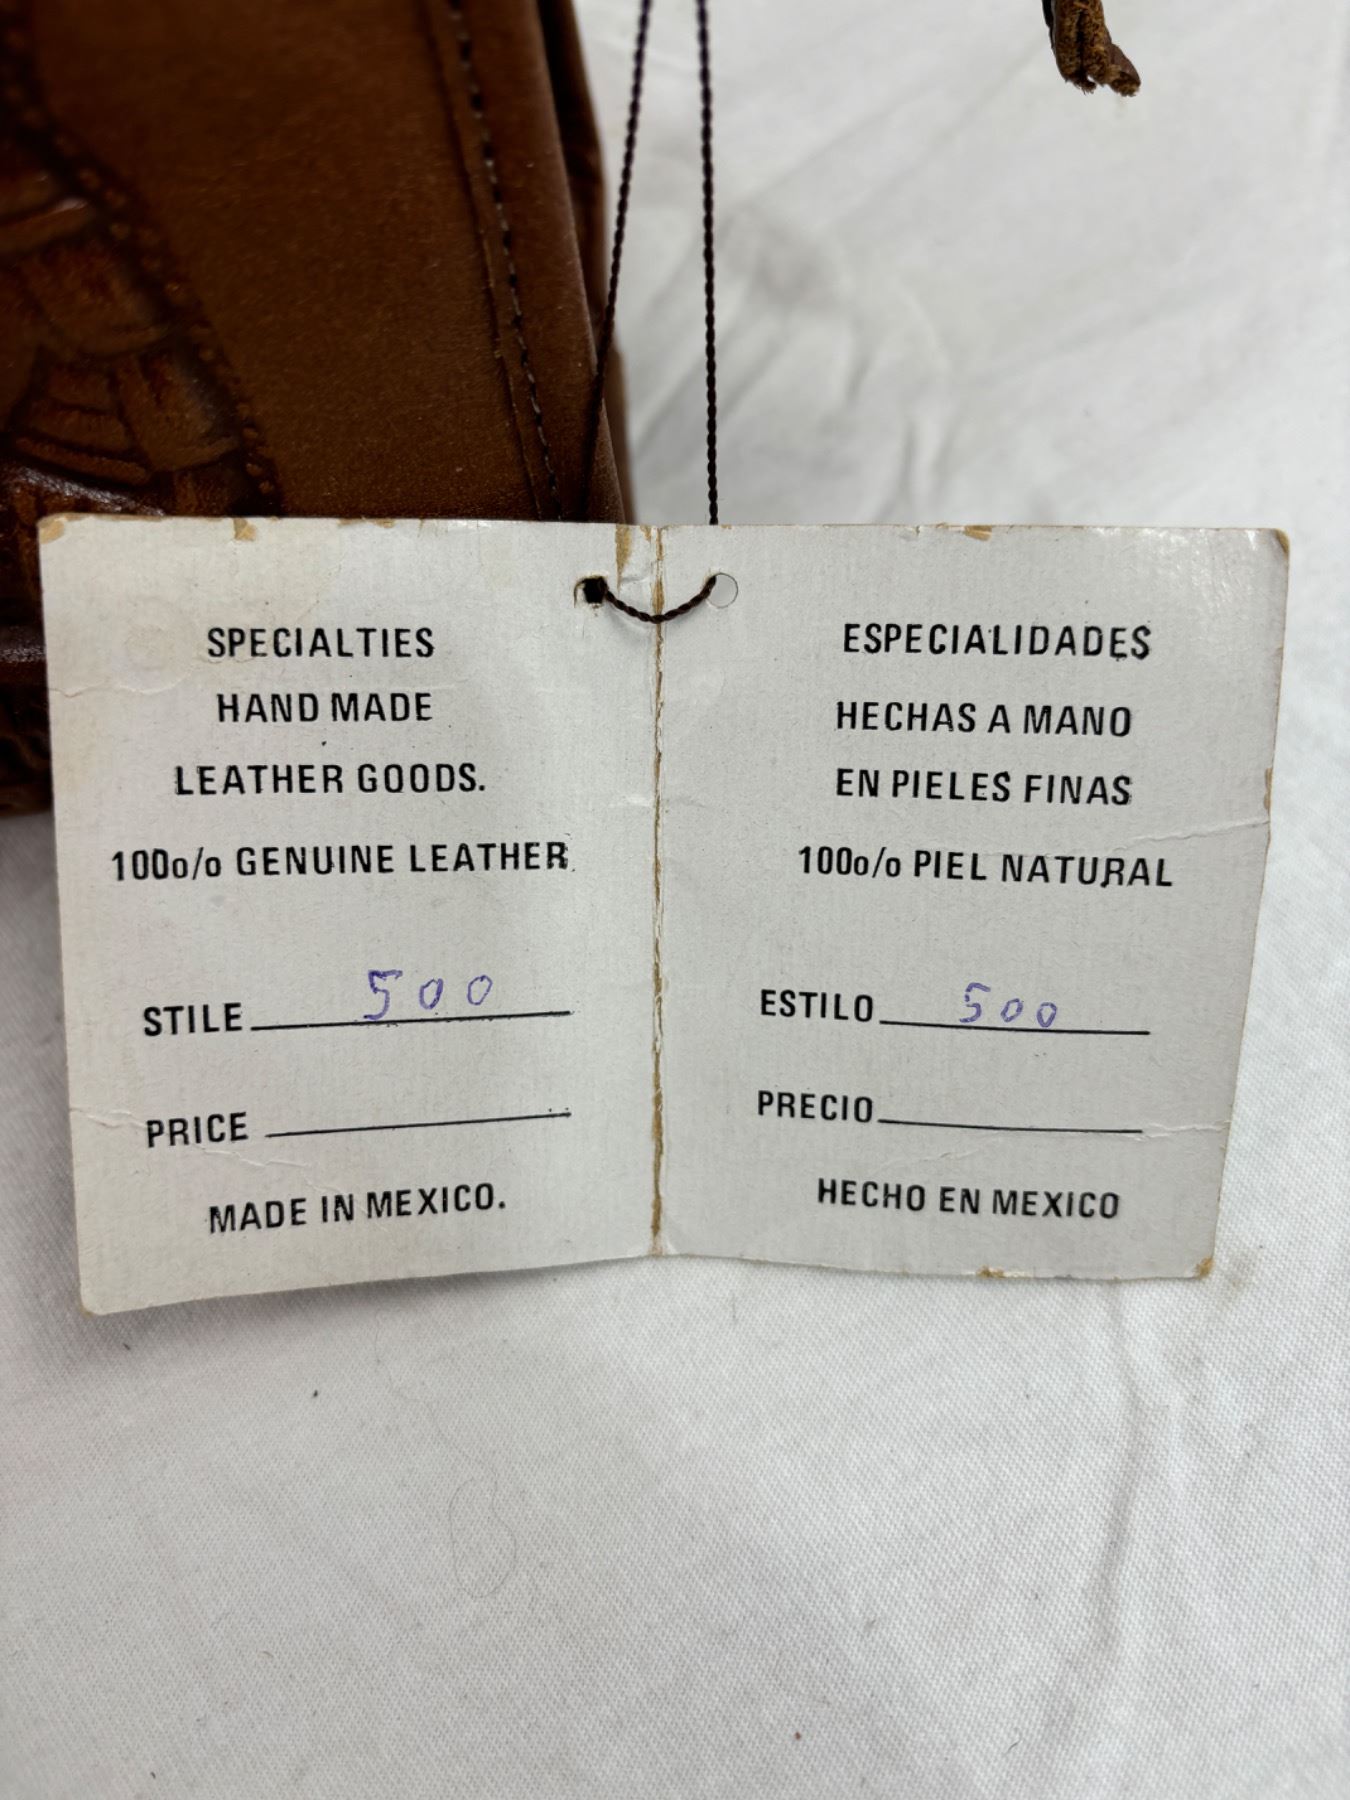 SPECIALTIES
HAND MADE
LEATHER GOODS.
100o/o GENUINE LEATHER
STILE 500
PRICE
MADE IN MEXICO.
ESPECIALIDADES
HECHAS A MANO
EN PIELES FINAS
100o/o PIEL NATURAL
ESTILO 500
PRECIO
HECHO EN MEXICO